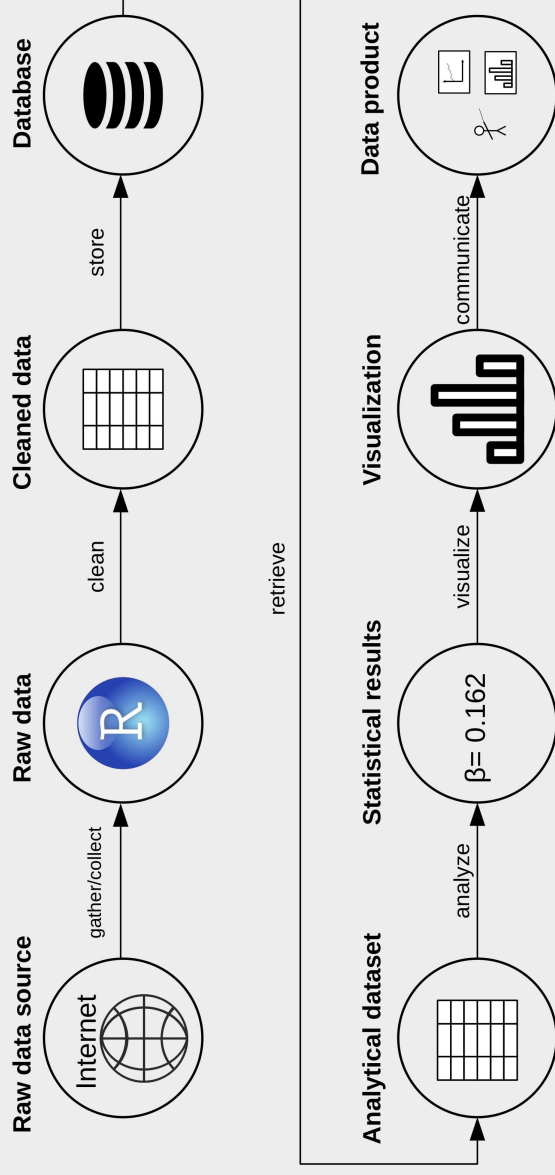 Raw data source
Raw data
Cleaned data
Database
Internet
R
gather/collect
clean
store
retrieve
Analytical dataset
Statistical results
Visualization
Data product
β= 0.162
analyze
visualize
communicate